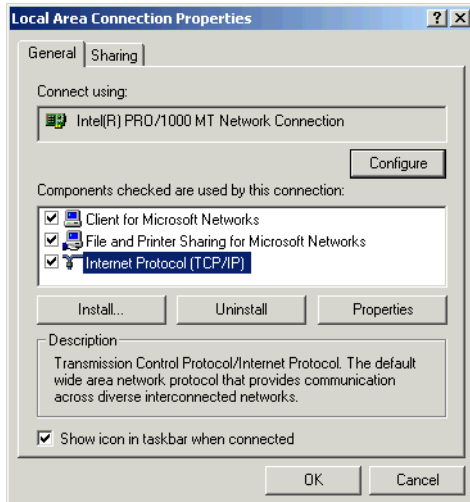 Local Area Connection Properties
General
Sharing
Connect using:
Intel(R) PRO/1000 MT Network Connection
Configure
Components checked are used by this connection:
Client for Microsoft Networks
File and Printer Sharing for Microsoft Networks
Internet Protocol (TCP/IP)
Install...
Uninstall
Properties
Description
Transmission Control Protocol/Internet Protocol. The default
wide area network protocol that provides communication
across diverse interconnected networks.
Show icon in taskbar when connected
OK
Cancel